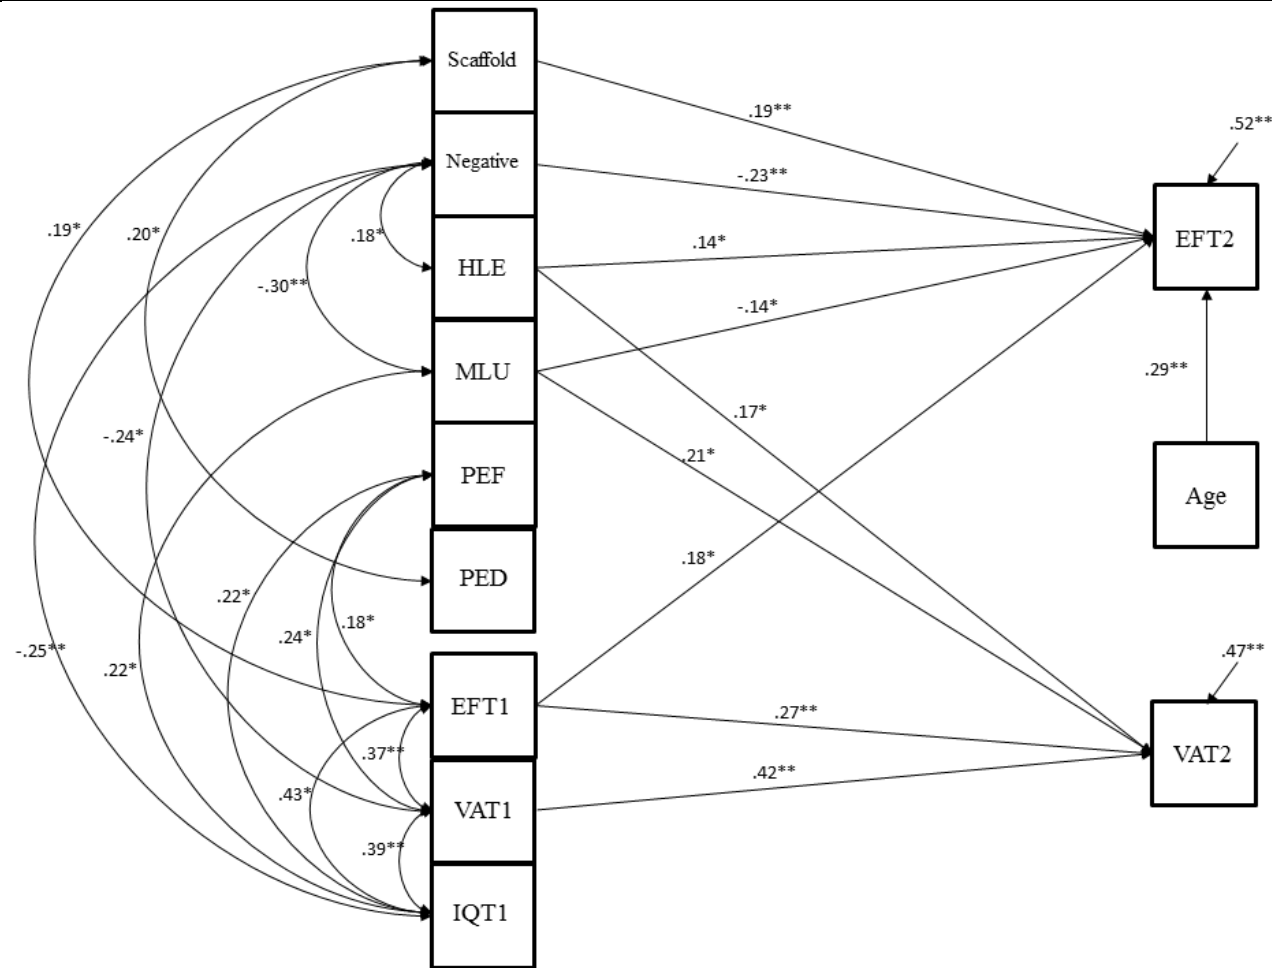 Scaffold
.19**
.52**
Negative
-.23**
.19*
.20*
.18*
.14*
EFT2
HLE
-.30**
-.14*
MLU
.29**
.17*
-.24*
.21*
PEF
Age
.18*
PED
.22*
.24*
.18*
-.25**
.22*
.47**
EFT1
.27**
.37**
VAT2
.42**
.43*
VAT1
.39**
IQT1